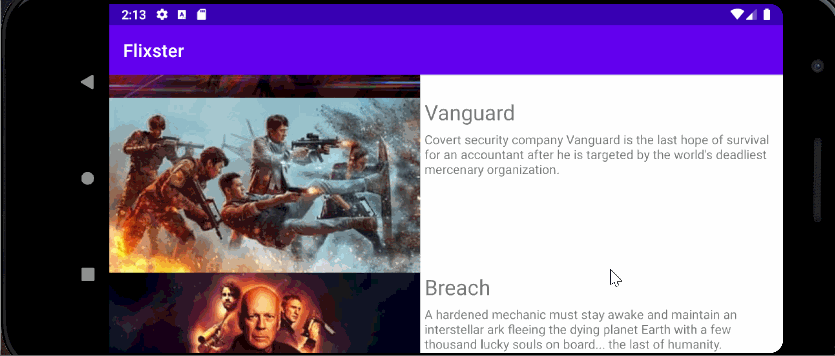 2:13
Flixster
Vanguard
Covert security company Vanguard is the last hope of survival
for an accountant after he is targeted by the world's deadliest
mercenary organization.
Breach
A hardened mechanic must stay awake and maintain an
interstellar ark fleeing the dying planet Earth with a few
thousand lucky souls on board... the last of humanity.